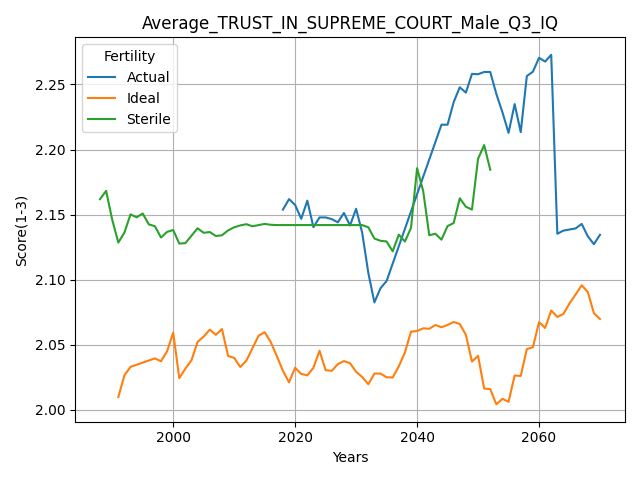 Average_TRUST_IN_SUPREME_COURT_Male_Q3_IQ
Fertility
Actual
Ideal
Sterile
Score(1-3)
2.25
2.20
2.15
2.10
2.05
2.00
2000
2020
2040
2060
Years